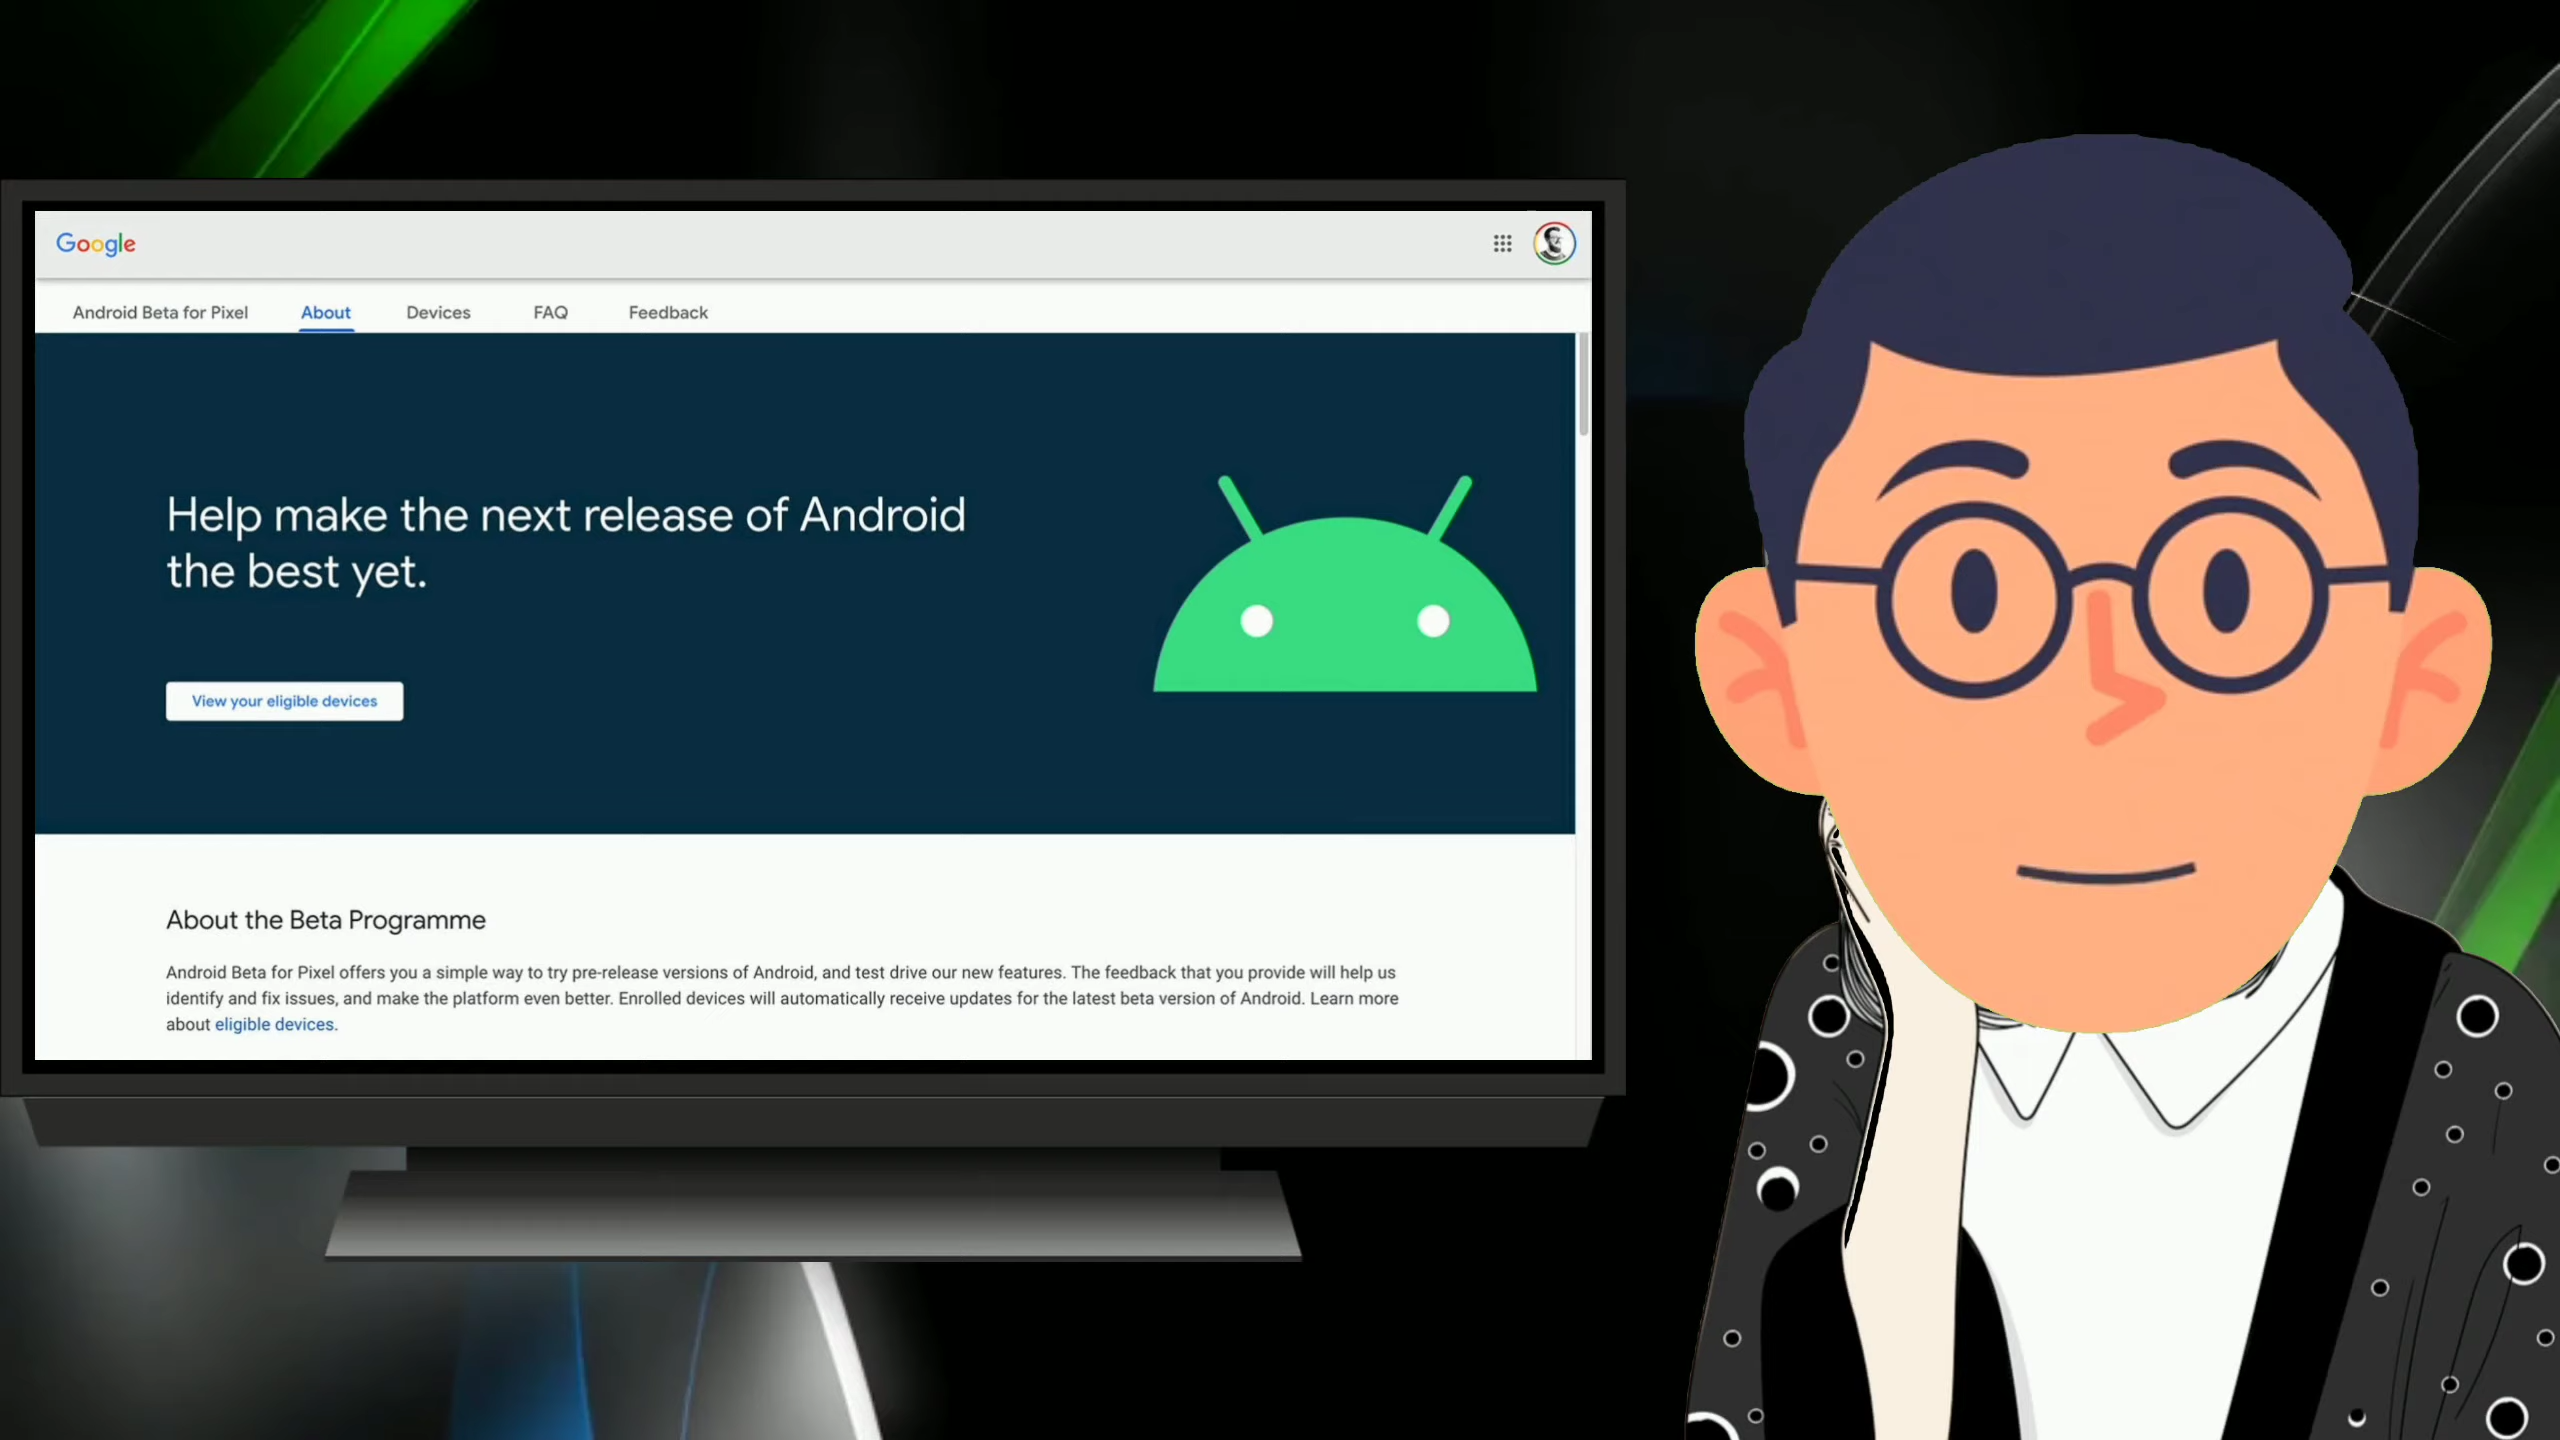 Google
Android Beta for Pixel About Devices FAQ Feedback
Help make the next release of Android
the best yet.
View your eligible devices
About the Beta Programme
Android Beta for Pixel offers you a simple way to try pre-release versions of Android, and test drive our new features. The feedback that you provide will help us
identify and fix issues, and make the platform even better. Enrolled devices will automatically receive updates for the latest beta version of Android. Learn more
about eligible devices.